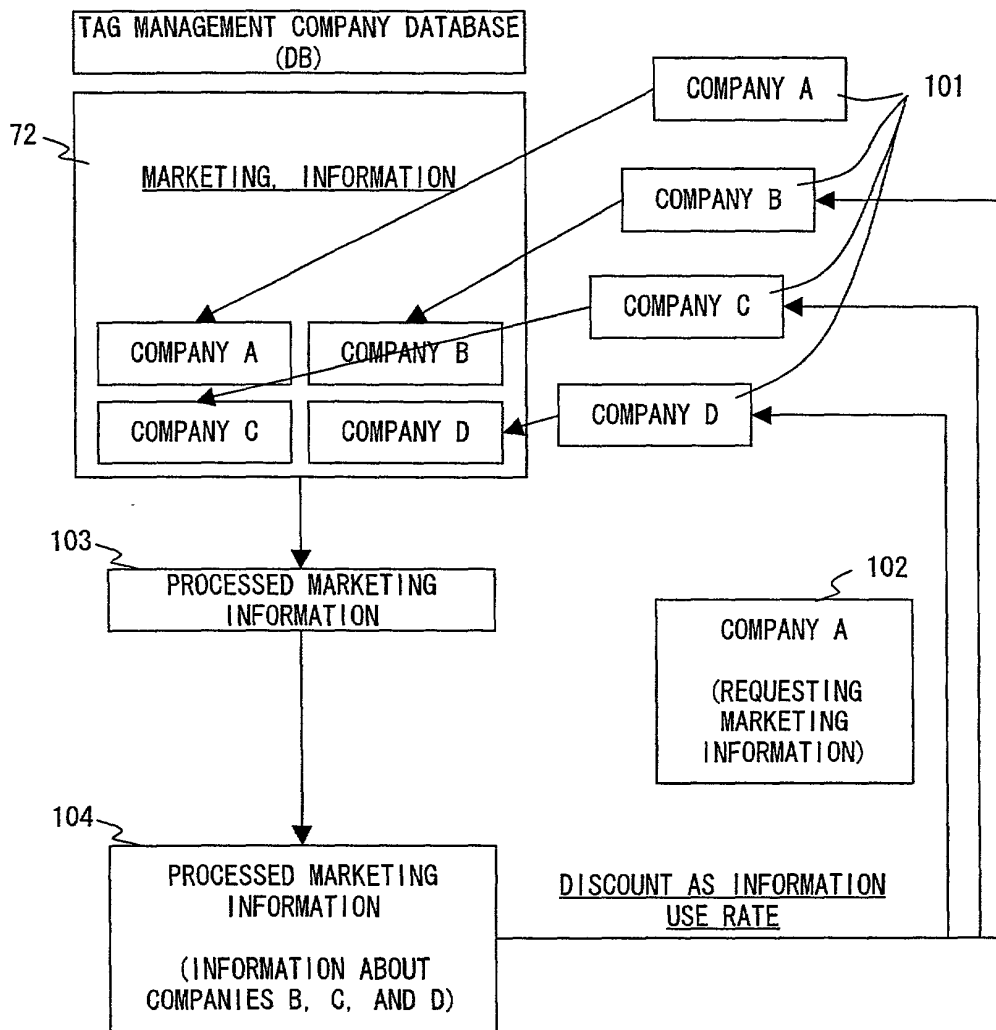 TAG MANAGEMENT COMPANY DATABASE
(DB)
COMPANY A
101
72
MARKETING, INFORMATION
COMPANY B
COMPANY C
COMPANY A
COMPANY B
COMPANY D
COMPANY C
COMPANY D
103
PROCESSED MARKETING
INFORMATION
102
COMPANY A
(REQUESTING
MARKETING
INFORMATION)
104
PROCESSED MARKETING
INFORMATION
(INFORMATION ABOUT
COMPANIES B, C, AND D)
DISCOUNT AS INFORMATION
USE RATE